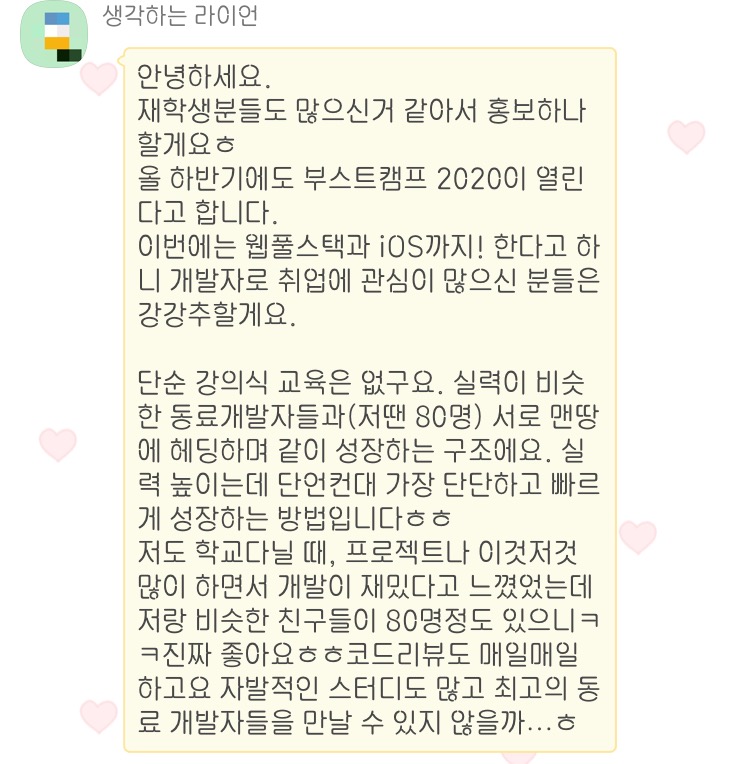 생각하는 라이언
안녕하세요.
재학생분들도 많으신거 같아서 홍보하나
할게요ㅎ
올 하반기에도 부스트캠프 2020이 열린
다고 합니다.
이번에는 웹풀스택과 iOS까지! 한다고 하
니 개발자로 취업에 관심이 많으신 분들은
강강추할게요.
단순 강의식 교육은 없구요. 실력이 비슷
한 동료개발자들과(저땐 80명) 서로 맨땅
에 헤딩하며 같이 성장하는 구조에요. 실
력 높이는데 단언컨대 가장 단단하고 빠르
게 성장하는 방법입니다ㅎㅎ
저도 학교다닐 때, 프로젝트나 이것저것
많이 하면서 개발이 재밌다고 느꼈었는데
저랑 비슷한 친구들이 80명정도 있으니ㅋ
ㅋ진짜 좋아요ㅎㅎ코드리뷰도 매일매일
하고요 자발적인 스터디도 많고 최고의 동
료 개발자들을 만날 수 있지 않을까...ㅎ